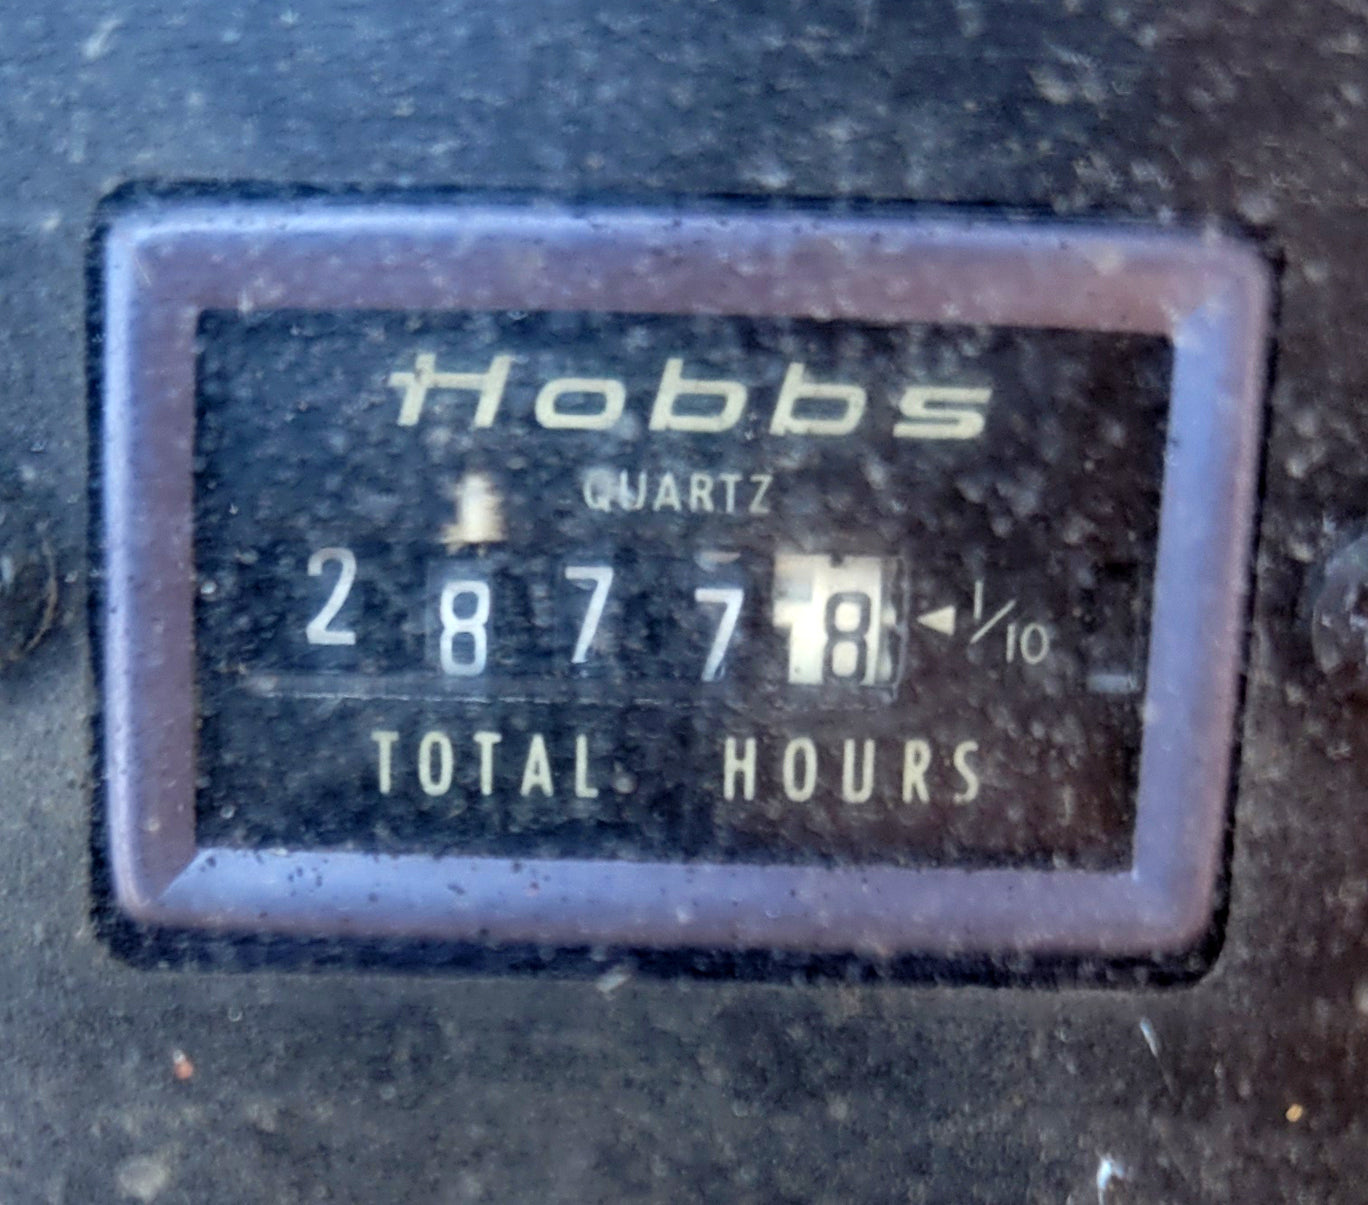 Hobbs
QUARTZ
2 8 7 7 8 ◄ 1/10
TOTAL HOURS